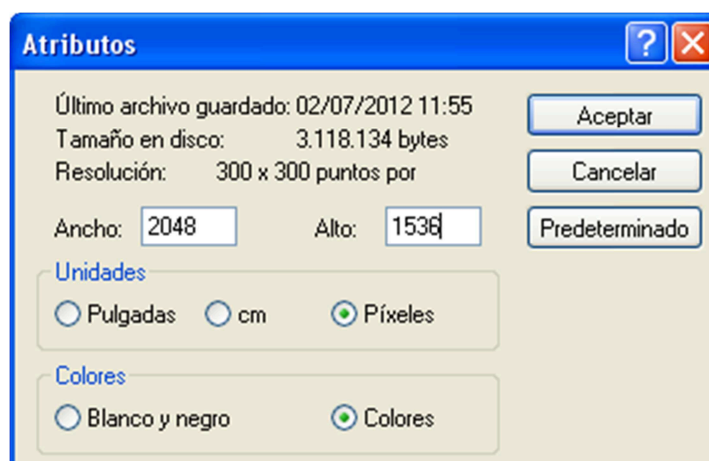 Atributos
Último archivo guardado: 02/07/2012 11:55
Aceptar
Tamaño en disco: 3.118.134 bytes
Resolución: 300 x 300 puntos por
Cancelar
Ancho: 2048 Alto: 1536
Predeterminado
Unidades
Pulgadas cm Píxeles
Colores
Blanco y negro Colores